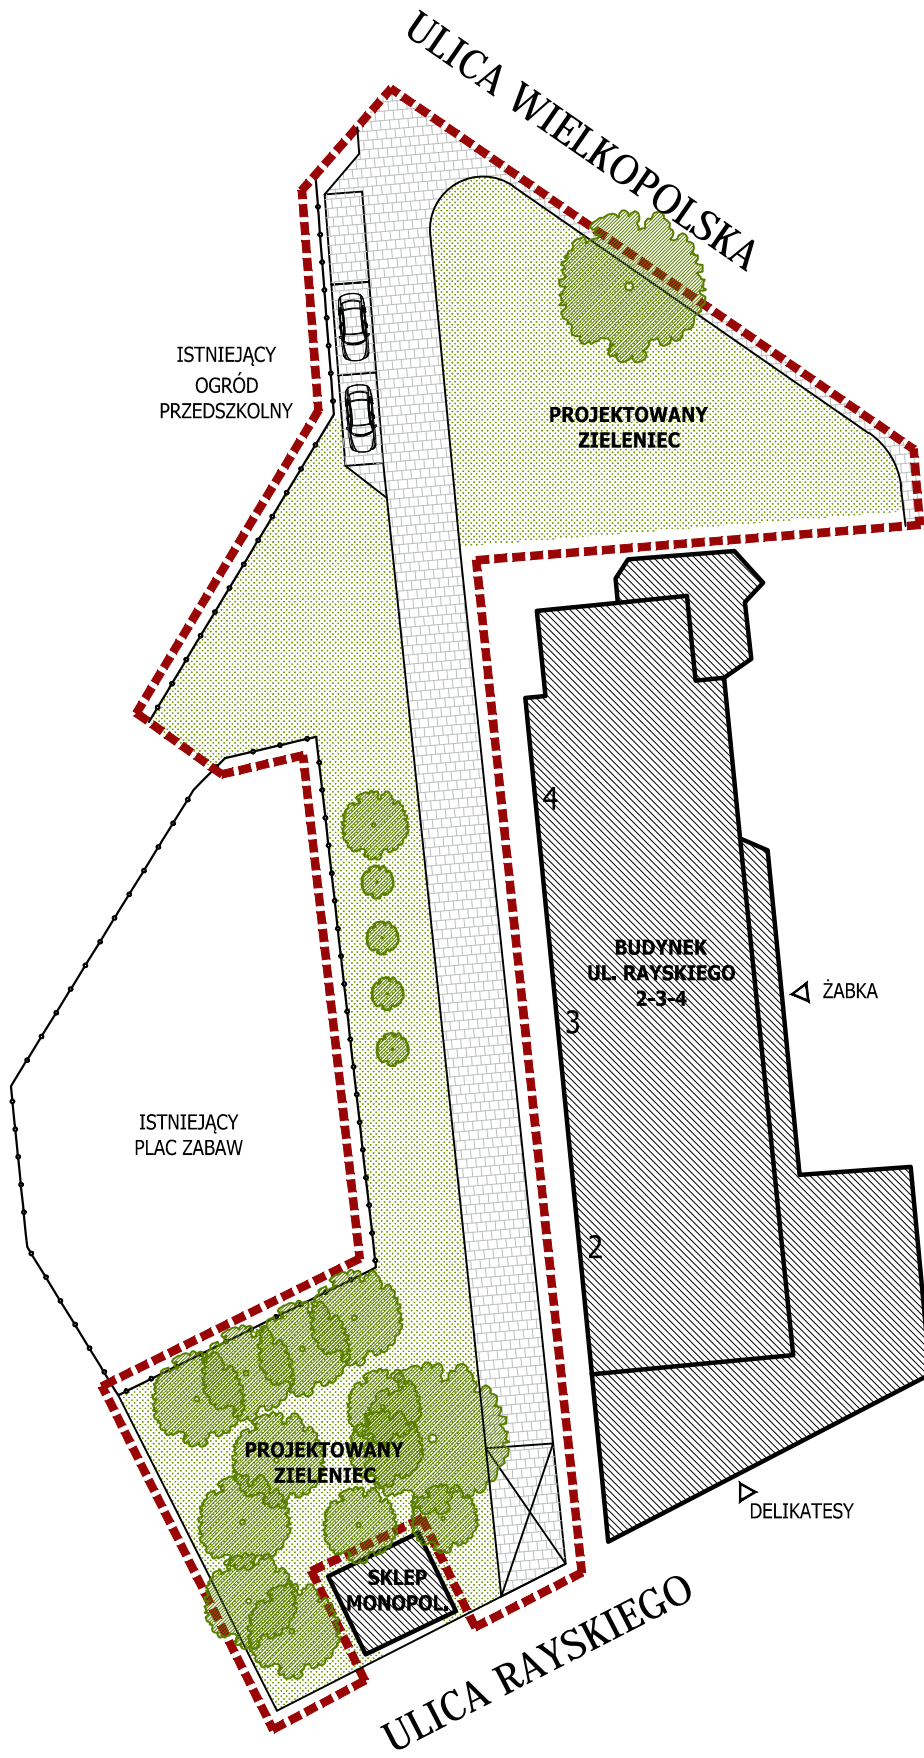 ULICA WIELKOPOLSKA
ISTNIEJĄCY
OGRÓD
PRZEDSZKOLNY
PROJEKTOWANY
ZIELENIEC
4
BUDYNEK
UL. RAYSKIEGO
2-3-4
ŻABKA
3
ISTNIEJĄCY
PLAC ZABAW
2
PROJEKTOWANY
ZIELENIEC
DELIKATESY
SKLEP
MONOPOL.
ULICA RAYSKIEGO